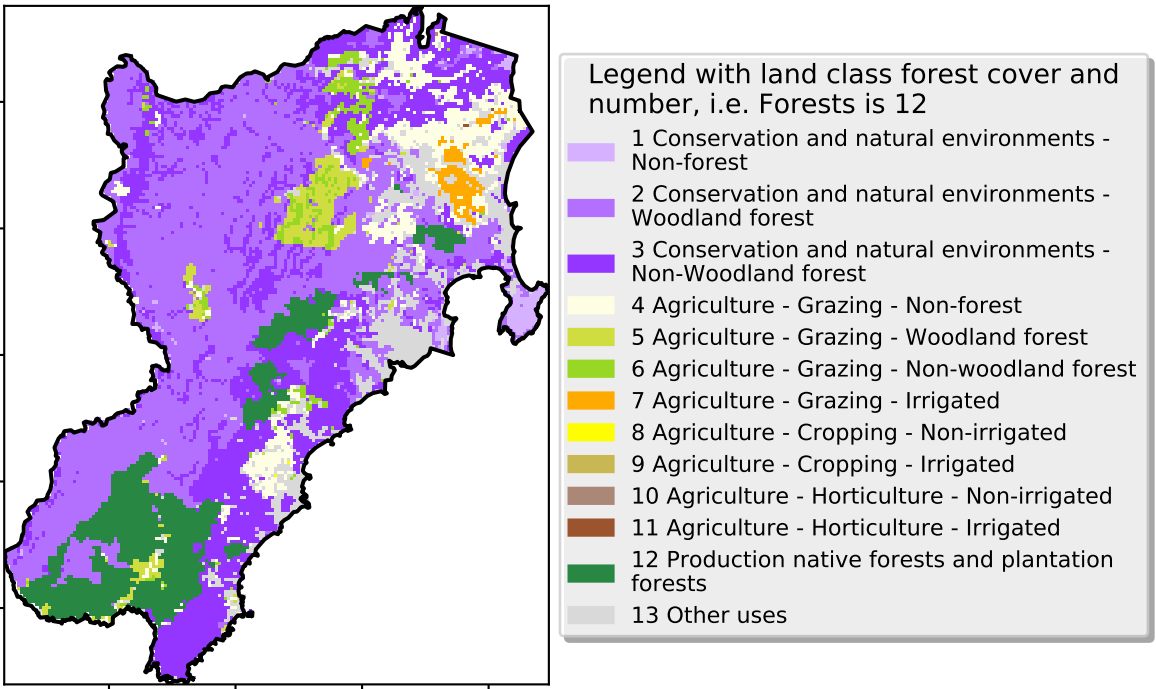 Legend with land class forest cover and
number, i.e. Forests is 12
1 Conservation and natural environments -
Non-forest
2 Conservation and natural environments -
Woodland forest
3 Conservation and natural environments -
Non-Woodland forest
4 Agriculture - Grazing - Non-forest
5 Agriculture - Grazing - Woodland forest
6 Agriculture - Grazing - Non-woodland forest
7 Agriculture - Grazing - Irrigated
8 Agriculture - Cropping - Non-irrigated
9 Agriculture - Cropping - Irrigated
10 Agriculture - Horticulture - Non-irrigated
11 Agriculture - Horticulture - Irrigated
12 Production native forests and plantation
forests
13 Other uses